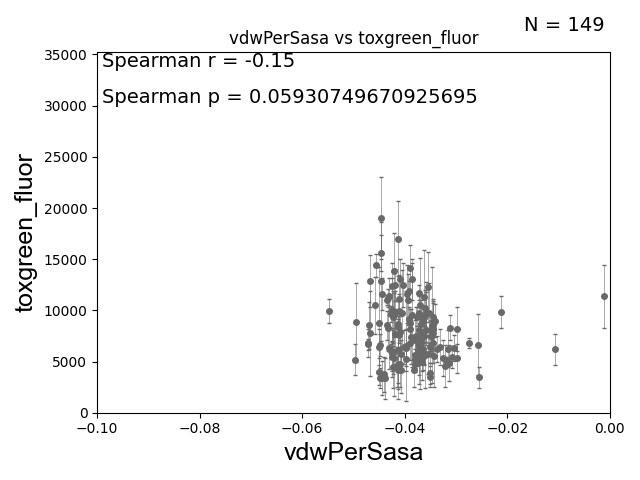 N = 149
vdwPerSasa vs toxgreen_fluor
Spearman r = -0.15
Spearman p = 0.05930749670925695
35000
30000
25000
20000
15000
10000
5000
0
toxgreen_fluor
−0.10 −0.08 −0.06 −0.04 −0.02 0.00
vdwPerSasa